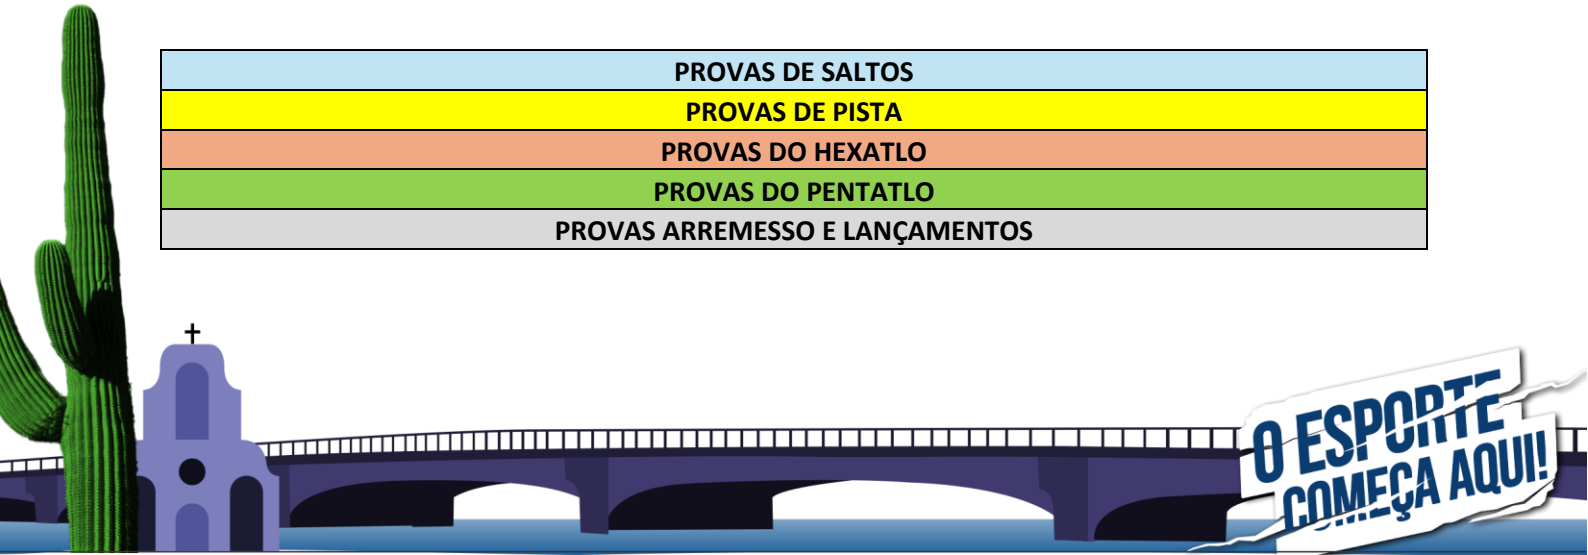 PROVAS DE SALTOS
PROVAS DE PISTA
PROVAS DO HEXATLO
PROVAS DO PENTATLO
PROVAS ARREMESSO E LANÇAMENTOS
O ESPORTE
COMEÇA AQUI!